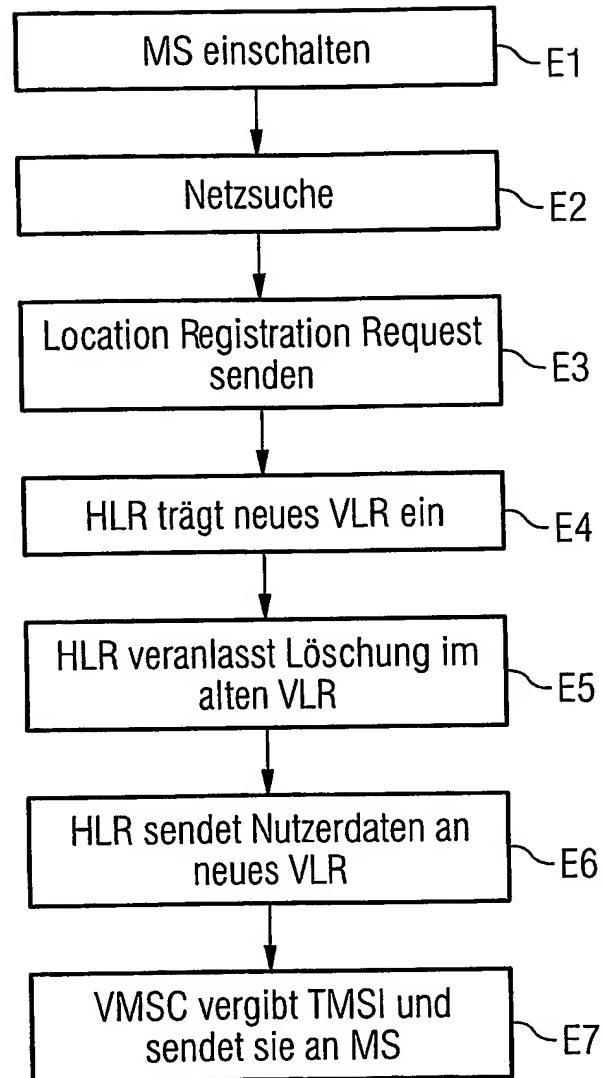 MS einschalten
E1
Netzsuche
E2
Location Registration Request
senden
E3
HLR trägt neues VLR ein
E4
HLR veranlasst Löschung im
alten VLR
E5
HLR sendet Nutzerdaten an
neues VLR
E6
VMSC vergibt TMSI und
sendet sie an MS
E7